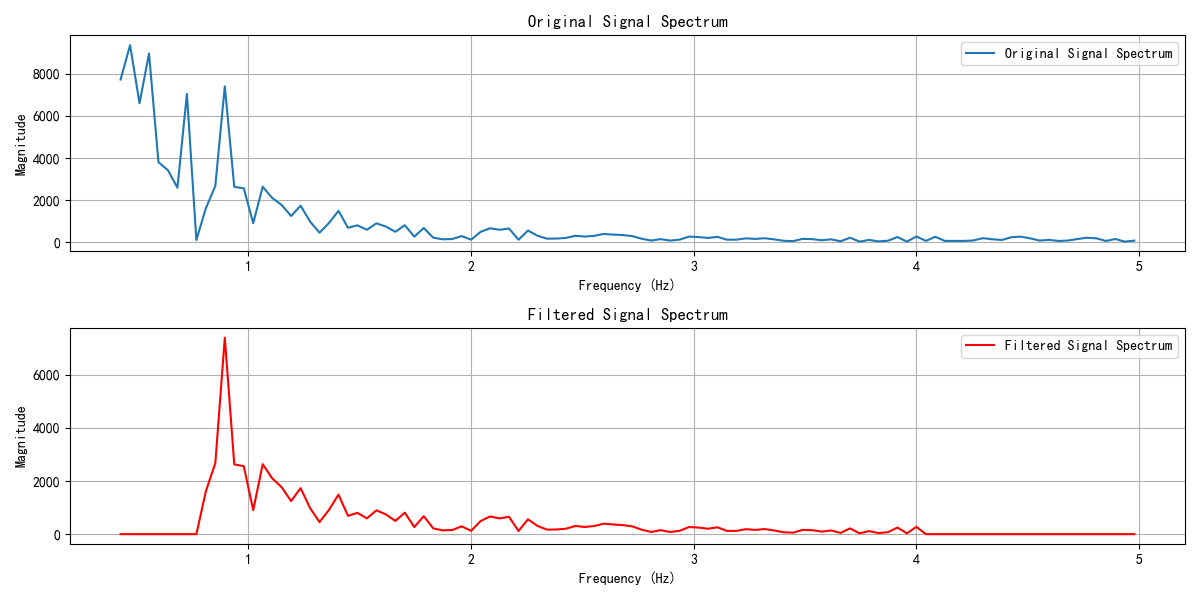 Original Signal Spectrum
Original Signal Spectrum
Magnitude
8000
6000
4000
2000
0
1 2 3 4 5
Frequency (Hz)
Filtered Signal Spectrum
Filtered Signal Spectrum
Magnitude
6000
4000
2000
0
1 2 3 4 5
Frequency (Hz)